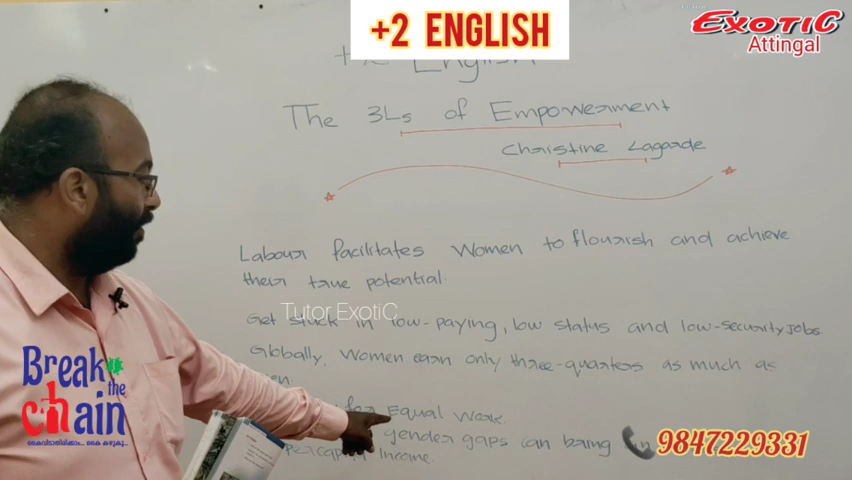 +2 ENGLISH
EXOTIC
Attingal
English
The 3Ls of Empowerment
Christine Lagarde
Labour facilitates Women to flourish and achieve
their true potential.
Tutor ExotiC
Get stuck in low-paying, low status and low-security jobs
Globally, Women earn only three-quarters as much as
for Equal Work.
gender gaps can bring
Per capita Income.
Break
the
chain
കൈവിടാതിരിക്കാം... കൈ കഴുകൂ...
9847229331